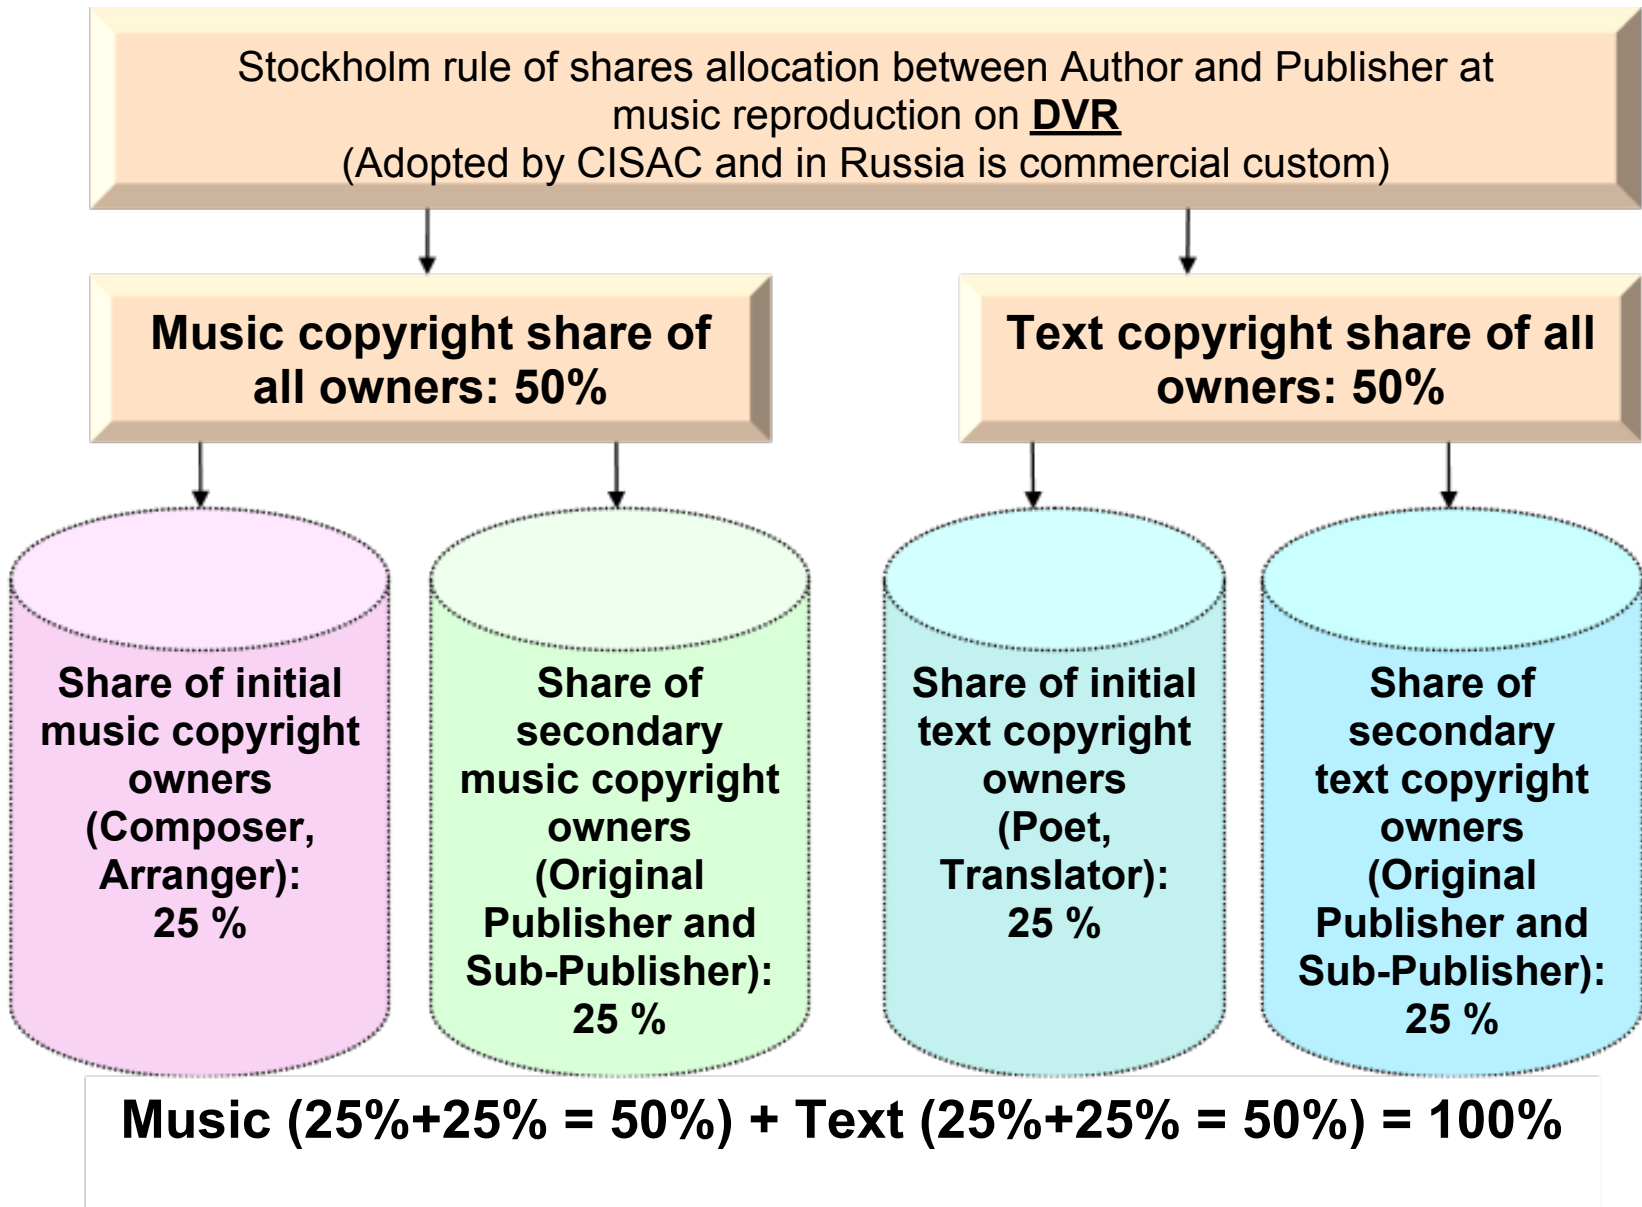 Stockholm rule of shares allocation between Author and Publisher at
music reproduction on DVR
(Adopted by CISAC and in Russia is commercial custom)
Music copyright share of
all owners: 50%
Text copyright share of all
owners: 50%
Share of initial
music copyright
owners
(Composer,
Arranger):
25 %
Share of
secondary
music copyright
owners
(Original
Publisher and
Sub-Publisher):
25 %
Share of initial
text copyright
owners
(Poet,
Translator):
25 %
Share of
secondary
text copyright
owners
(Original
Publisher and
Sub-Publisher):
25 %
Music (25%+25% = 50%) + Text (25%+25% = 50%) = 100%